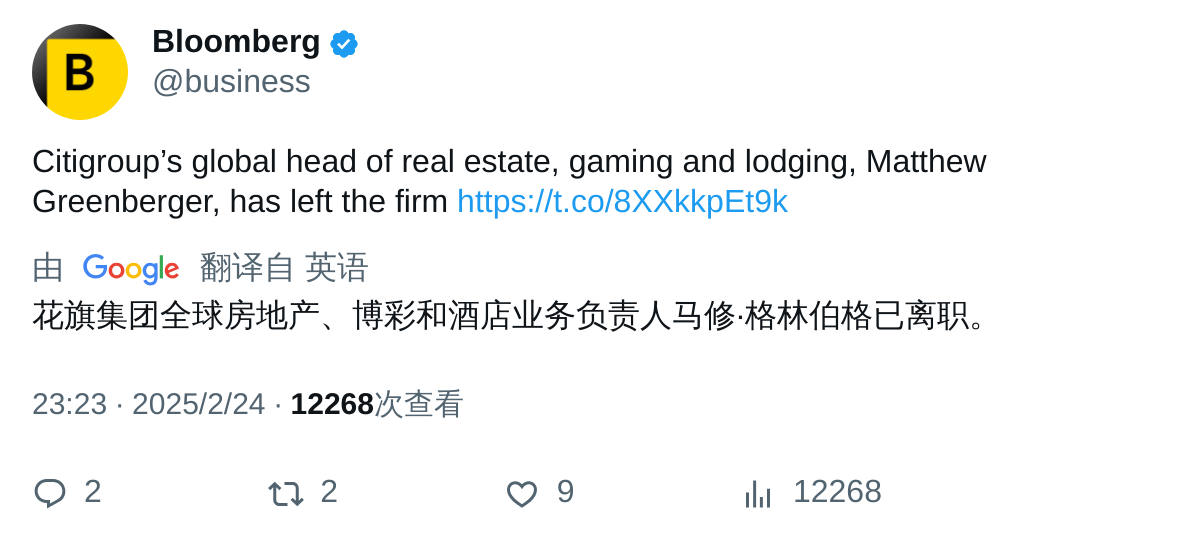 B
Bloomberg
@business
Citigroup’s global head of real estate, gaming and lodging, Matthew
Greenberger, has left the firm https://t.co/8XXkkpEt9k
由 Google 翻译自 英语
花旗集团全球房地产、博彩和酒店业务负责人马修·格林伯格已离职。
23:23 · 2025/2/24 · 12268次查看
2 2 9 12268